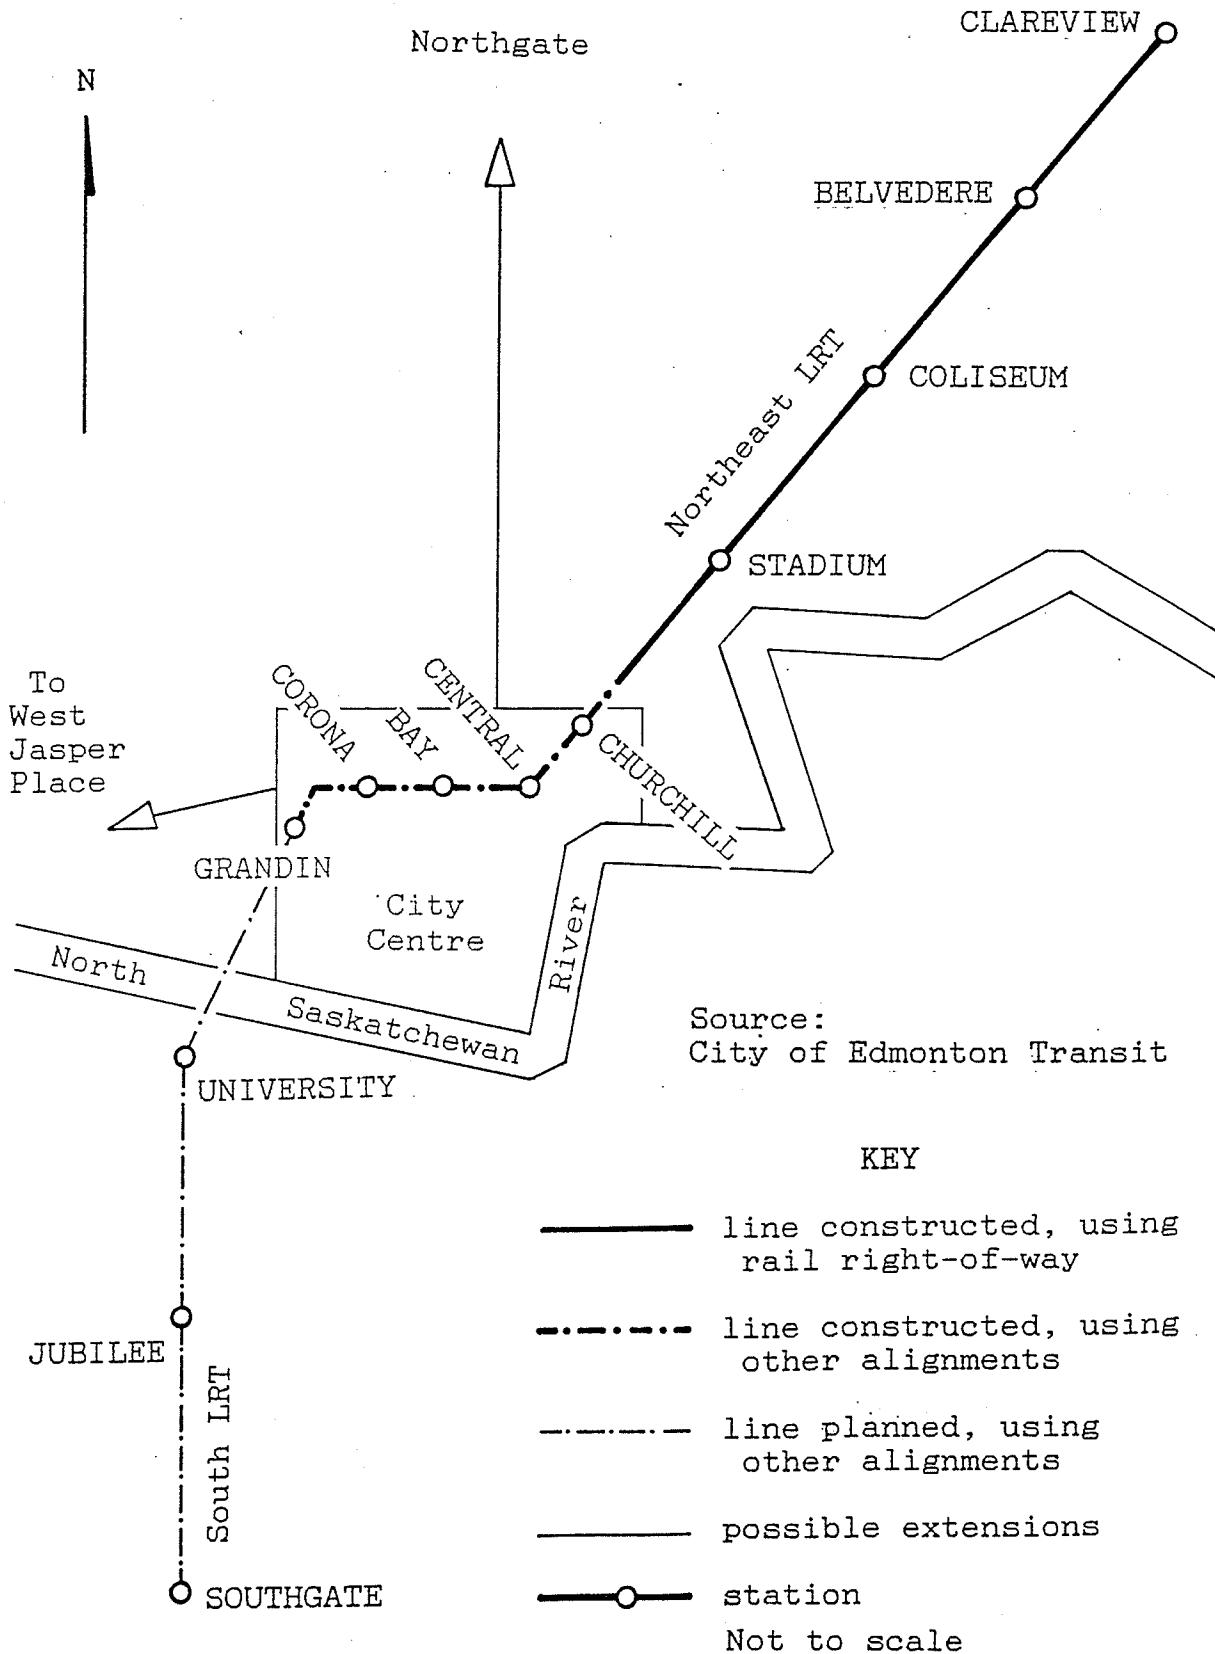 CLAREVIEW
Northgate
N
BELVEDERE
COLISEUM
Northeast LRT
STADIUM
To
West
Jasper
Place
CORONA
BAY
CENTRAL
CHURCHILL
GRANDIN
City
Centre
North
Saskatchewan
River
Source:
City of Edmonton Transit
UNIVERSITY
JUBILEE
South LRT
SOUTHGATE
KEY
line constructed, using
rail right-of-way
line constructed, using
other alignments
line planned, using
other alignments
possible extensions
station
Not to scale